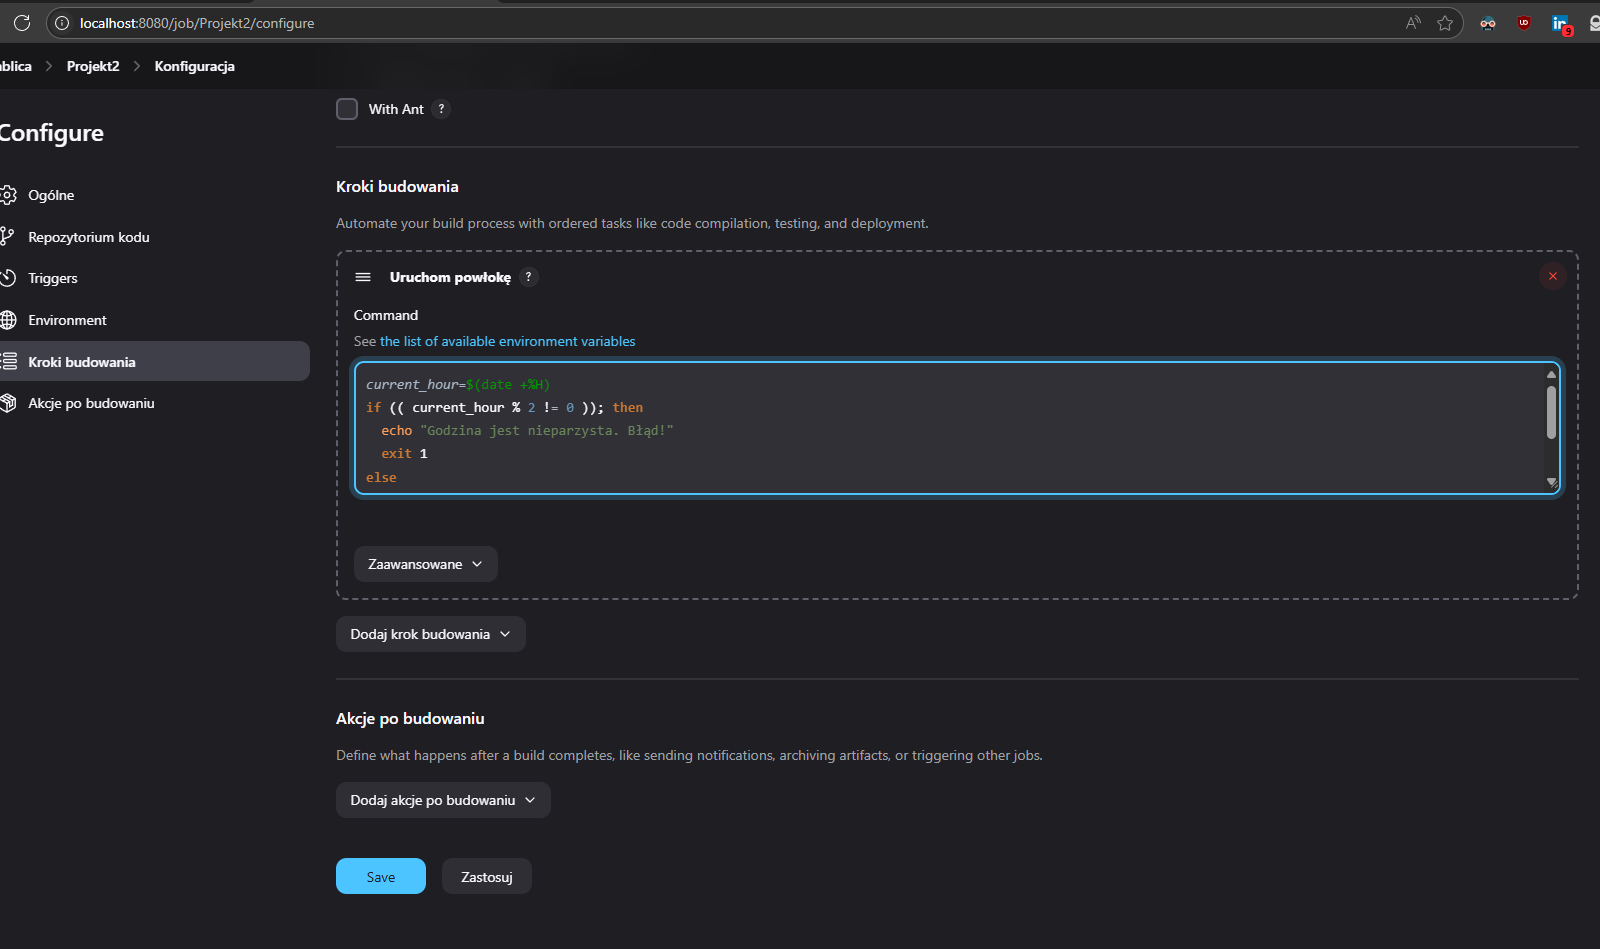 localhost:8080/job/Projekt2/configure
9
ablica > Projekt2 > Konfiguracja
Configure
Ogólne
Repozytorium kodu
Triggers
Environment
Kroki budowania
Akcje po budowaniu
With Ant ?
Kroki budowania
Automate your build process with ordered tasks like code compilation, testing, and deployment.
Uruchom powłokę ?
Command
See the list of available environment variables
current_hour=$(date +%H)
if (( current_hour % 2 != 0 )); then
  echo "Godzina jest nieparzysta. Błąd!"
  exit 1
else
Zaawansowane
Dodaj krok budowania
Akcje po budowaniu
Define what happens after a build completes, like sending notifications, archiving artifacts, or triggering other jobs.
Dodaj akcje po budowaniu
Save
Zastosuj